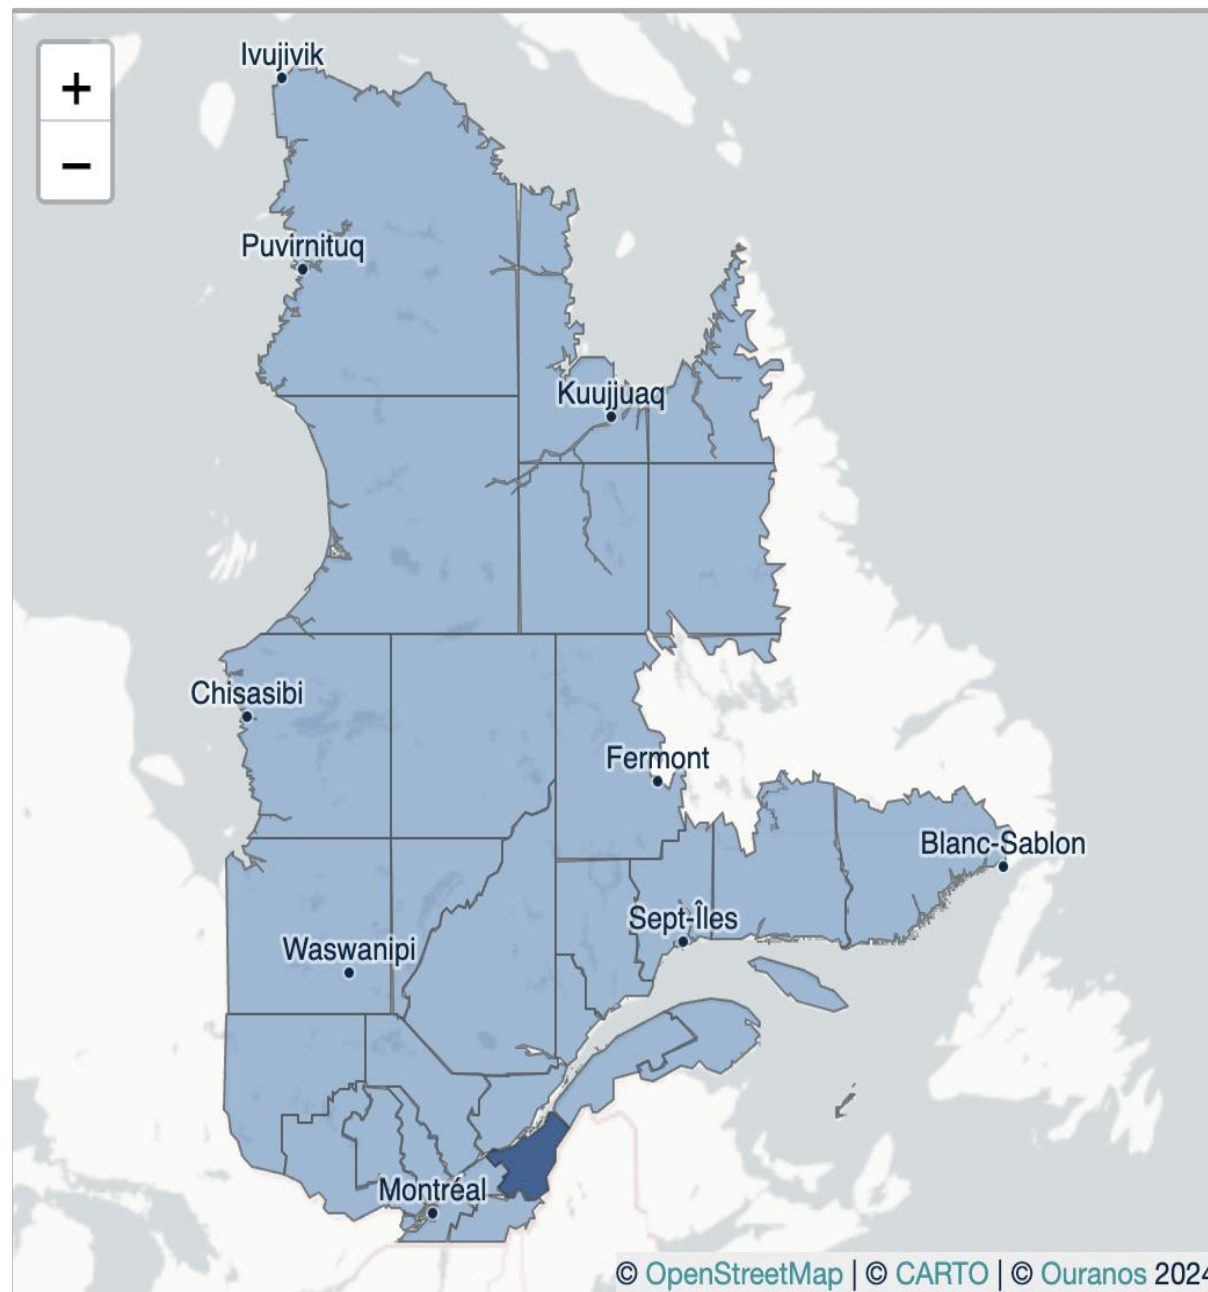 +
−
Ivujivik
Puvirnituq
Kuujjuaq
Chisasibi
Fermont
Blanc-Sablon
Sept-Îles
Waswanipi
Montréal
© OpenStreetMap | © CARTO | © Ouranos 2024